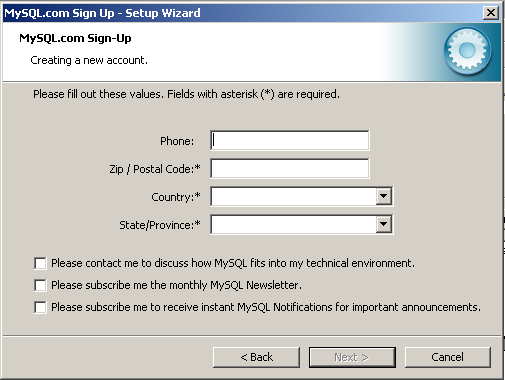 MySQL.com Sign Up - Setup Wizard
MySQL.com Sign-Up
Creating a new account.
Please fill out these values. Fields with asterisk (*) are required.
Phone:
Zip / Postal Code:*
Country:*
State/Province:*
Please contact me to discuss how MySQL fits into my technical environment.
Please subscribe me the monthly MySQL Newsletter.
Please subscribe me to receive instant MySQL Notifications for important announcements.
< Back
Next >
Cancel